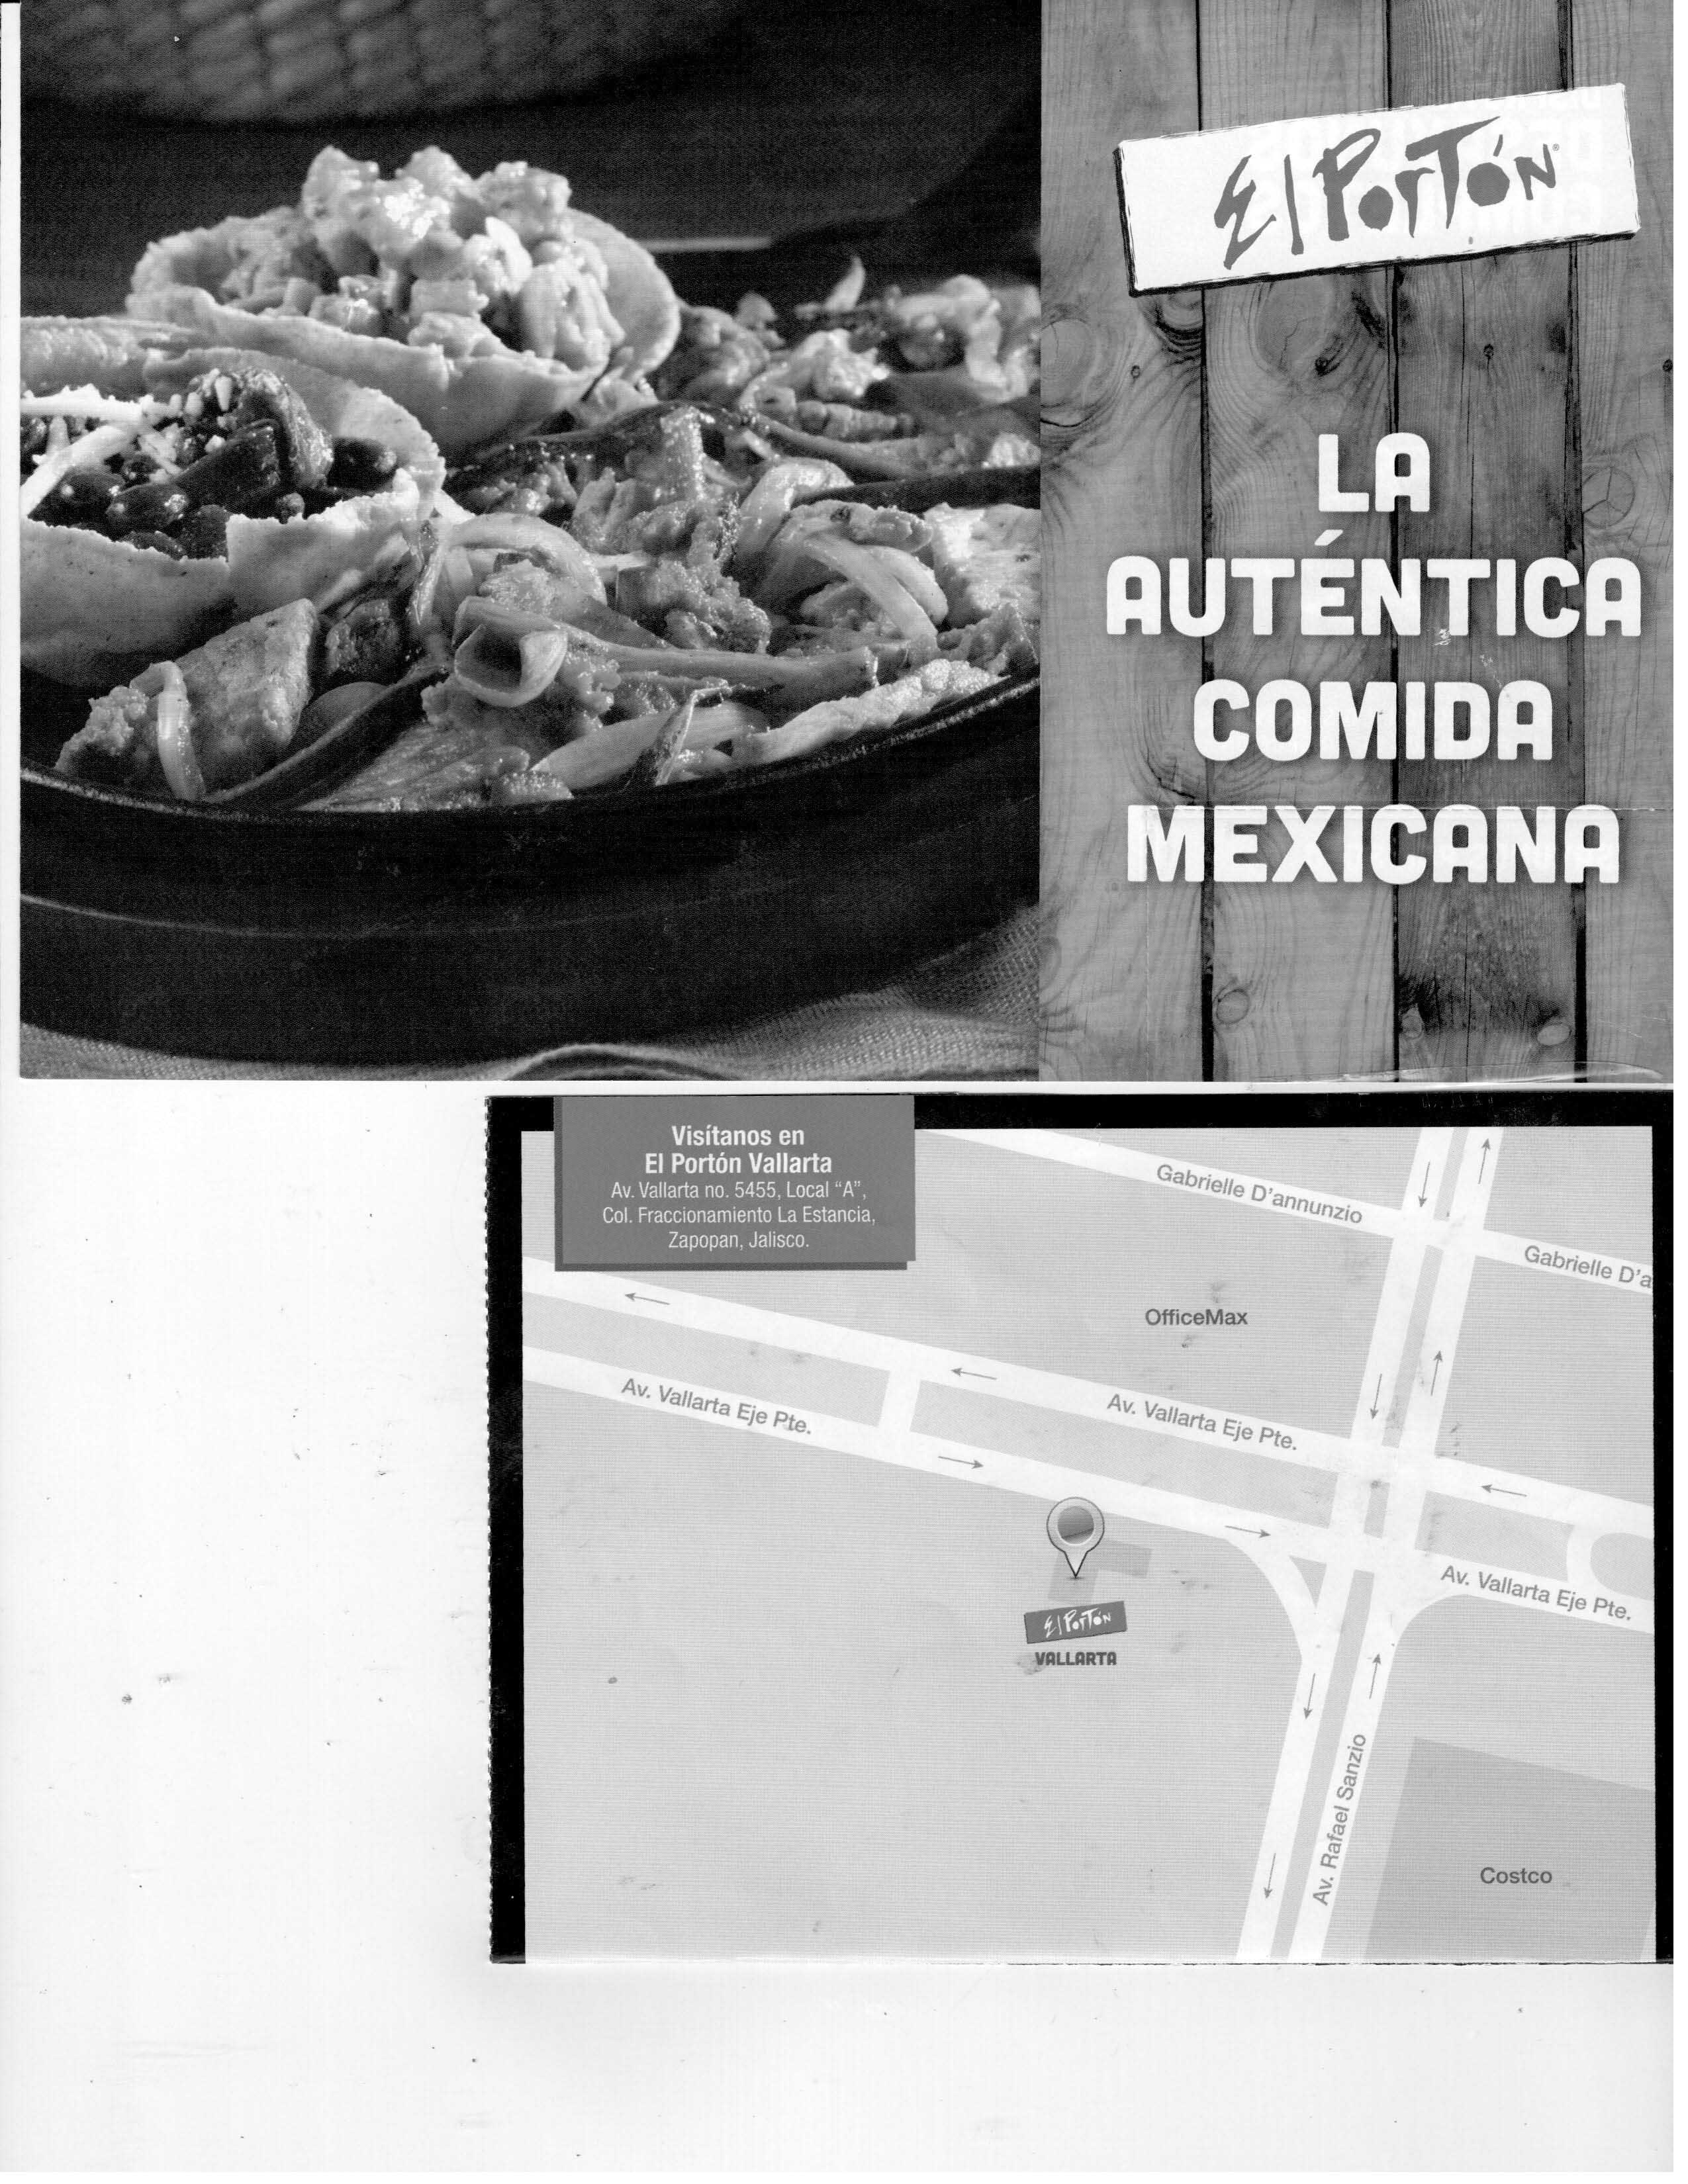 El Portón®
LA
AUTÉNTICA
COMIDA
MEXICANA
Visítanos en
El Portón Vallarta
Av. Vallarta no. 5455, Local “A”,
Col. Fraccionamiento La Estancia,
Zapopan, Jalisco.
Gabrielle D’annunzio
Gabrielle D’a
OfficeMax
Av. Vallarta Eje Pte.
Av. Vallarta Eje Pte.
Av. Vallarta Eje Pte.
El Portón
VALLARTA
Av. Rafael Sanzio
Costco